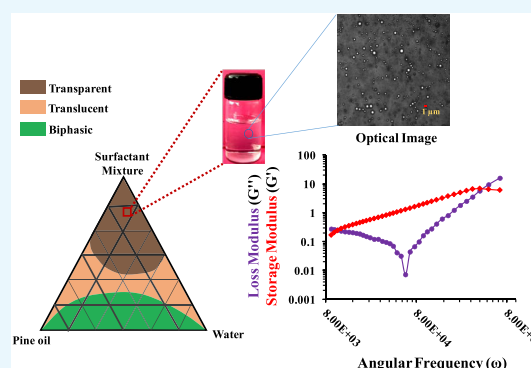 Transparent
Translucent
Biphasic
Surfactant
Mixture
Pine oil
Water
1 μm
Optical Image
Loss Modulus (G'')
Storage Modulus (G')
100
10
1
0.1
0.01
0.001
8.00E+03
8.00E+04
Angular Frequency (ω)